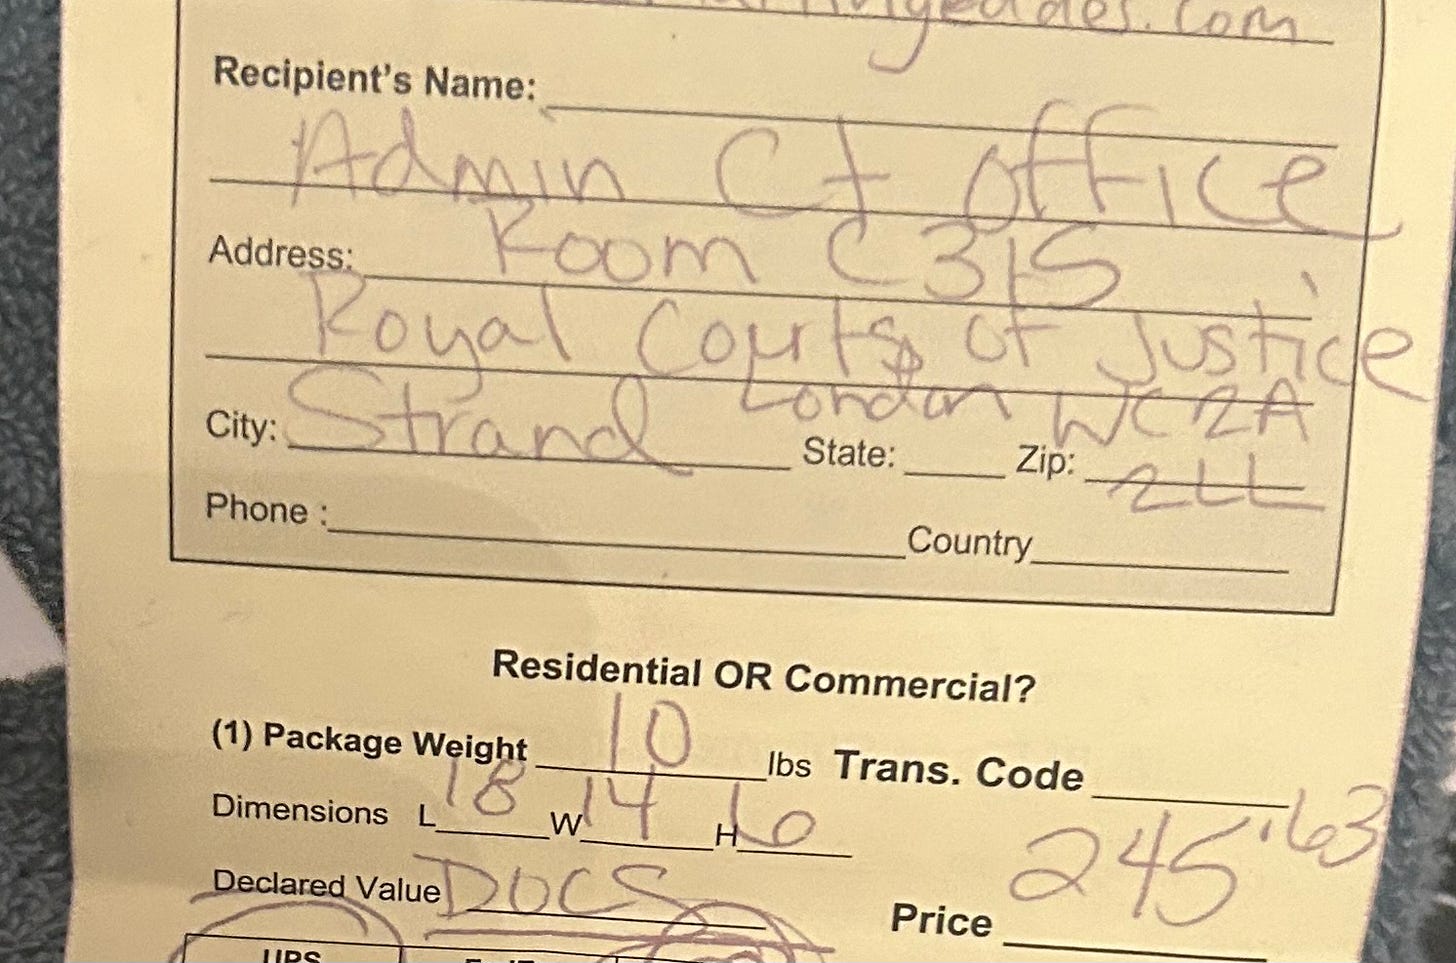 .com
Recipient's Name:
Admin Ct Office
Address: Room C315
Royal Courts of Justice
City: Strand London WC2A
State: Zip: 2LL
Phone : Country
Residential OR Commercial?
(1) Package Weight 10 lbs Trans. Code
Dimensions L 18 W 14 H 6
245.63
Declared Value DOCS
Price
UPS